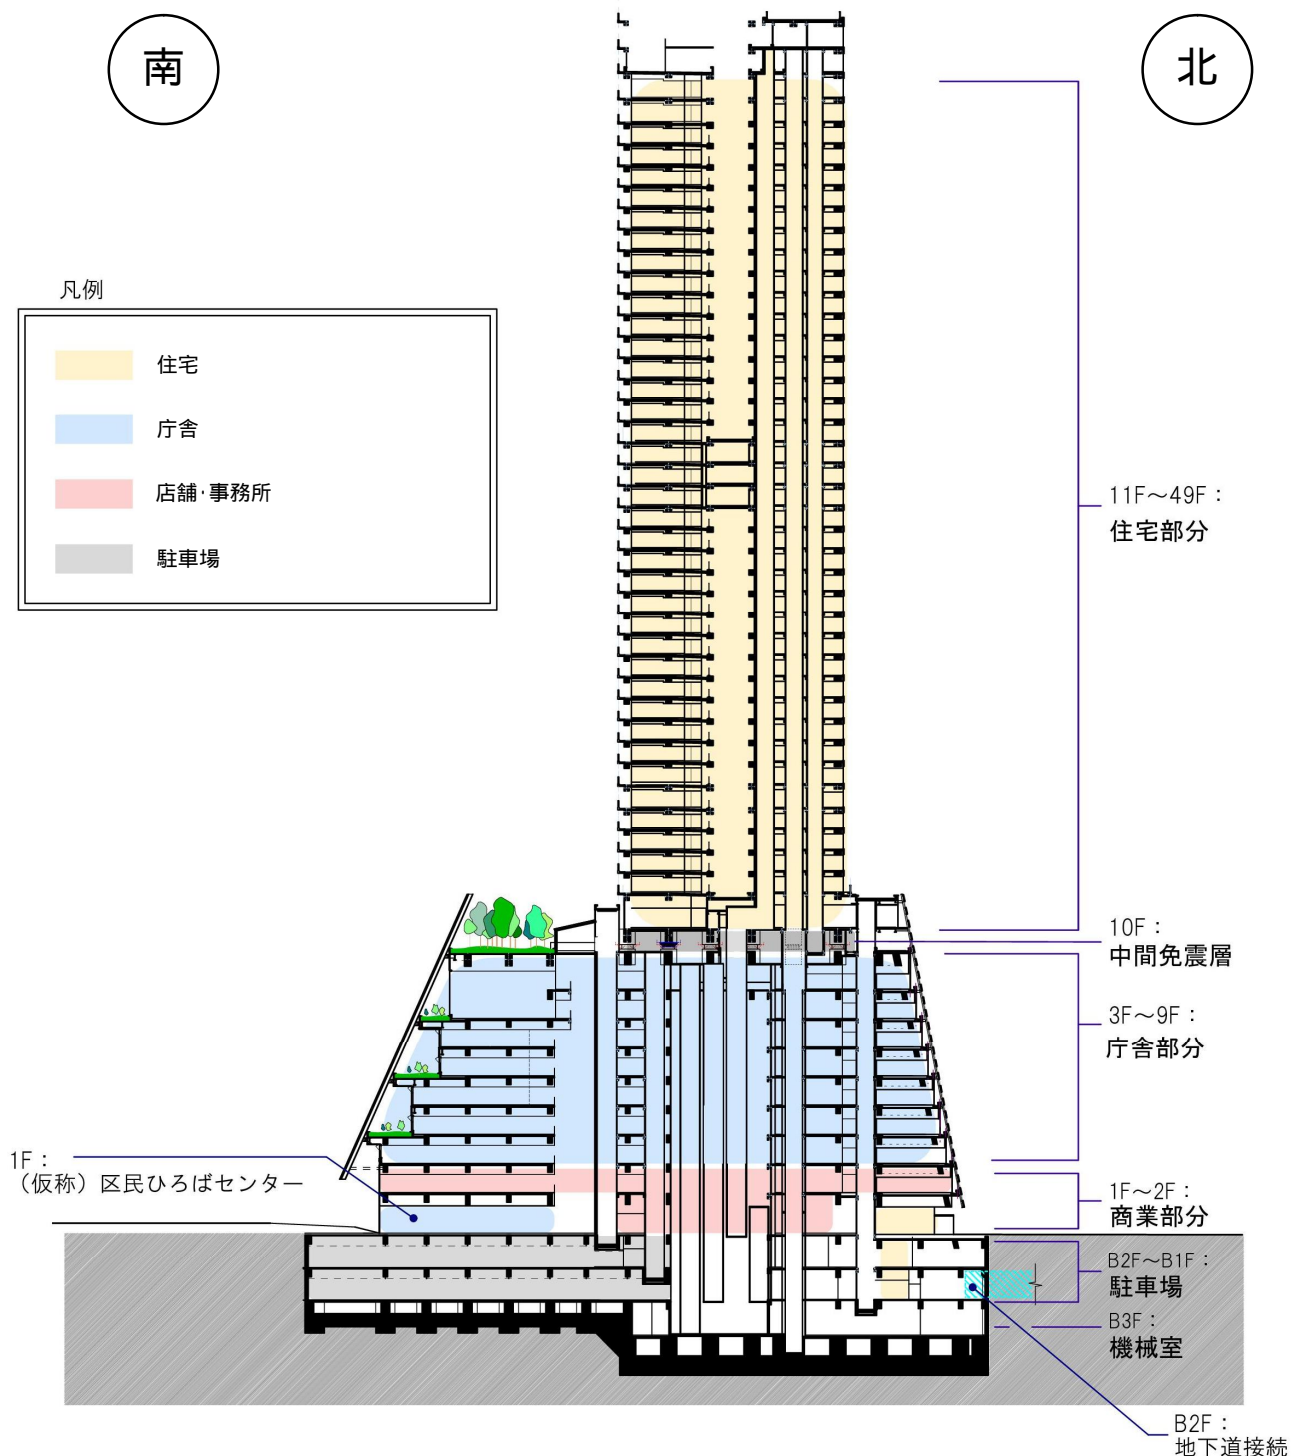 南
北
凡例
住宅
庁舎
店舗・事務所
駐車場
11F～49F：
住宅部分
10F：
中間免震層
3F～9F：
庁舎部分
1F：
（仮称）区民ひろばセンター
1F～2F：
商業部分
B2F～B1F：
駐車場
B3F：
機械室
B2F：
地下道接続